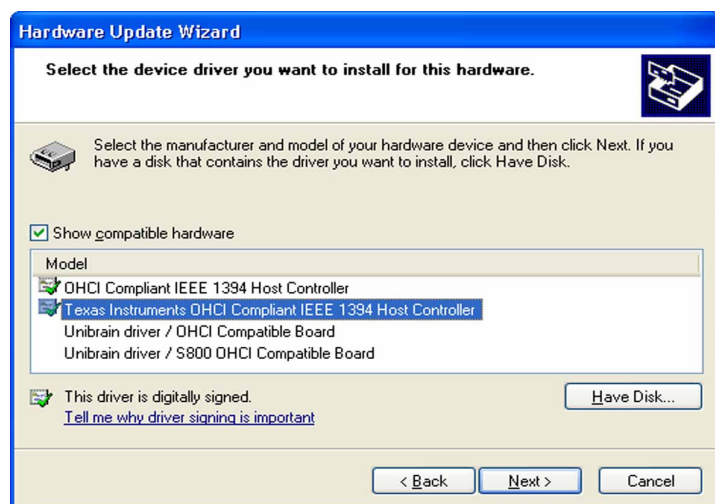 Hardware Update Wizard
Select the device driver you want to install for this hardware.
Select the manufacturer and model of your hardware device and then click Next. If you
have a disk that contains the driver you want to install, click Have Disk.
Show compatible hardware
Model
OHCI Compliant IEEE 1394 Host Controller
Texas Instruments OHCI Compliant IEEE 1394 Host Controller
Unibrain driver / OHCI Compatible Board
Unibrain driver / S800 OHCI Compatible Board
This driver is digitally signed.
Have Disk...
Tell me why driver signing is important
< Back Next > Cancel